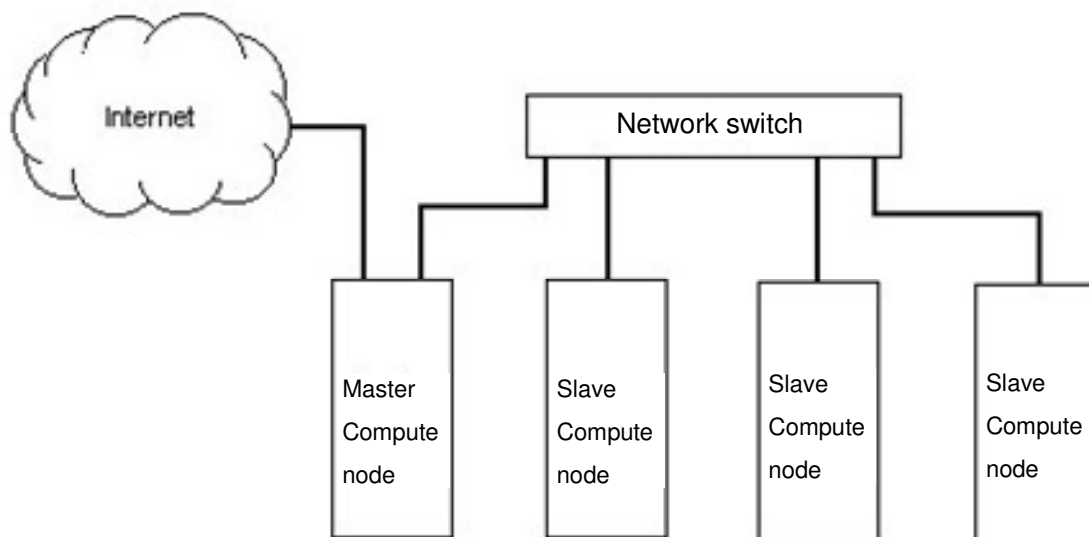 Internet
Network switch
Master
Compute
node
Slave
Compute
node
Slave
Compute
node
Slave
Compute
node